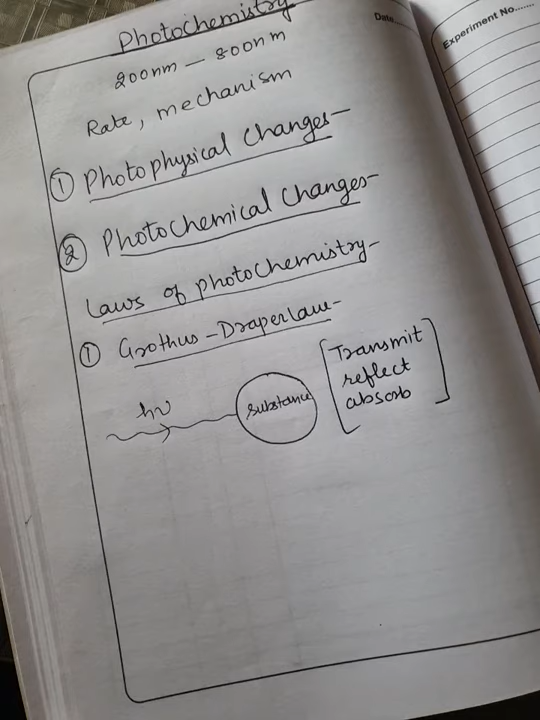 Photochemistry
Date......
Experiment No.......
200nm — 800nm
Rate, mechanism
① Photophysical Changes-
② Photochemical Changes-
Laws of photochemistry-
① Grothus-Draperlaw-
hν
substance
Transmit
reflect
absorb